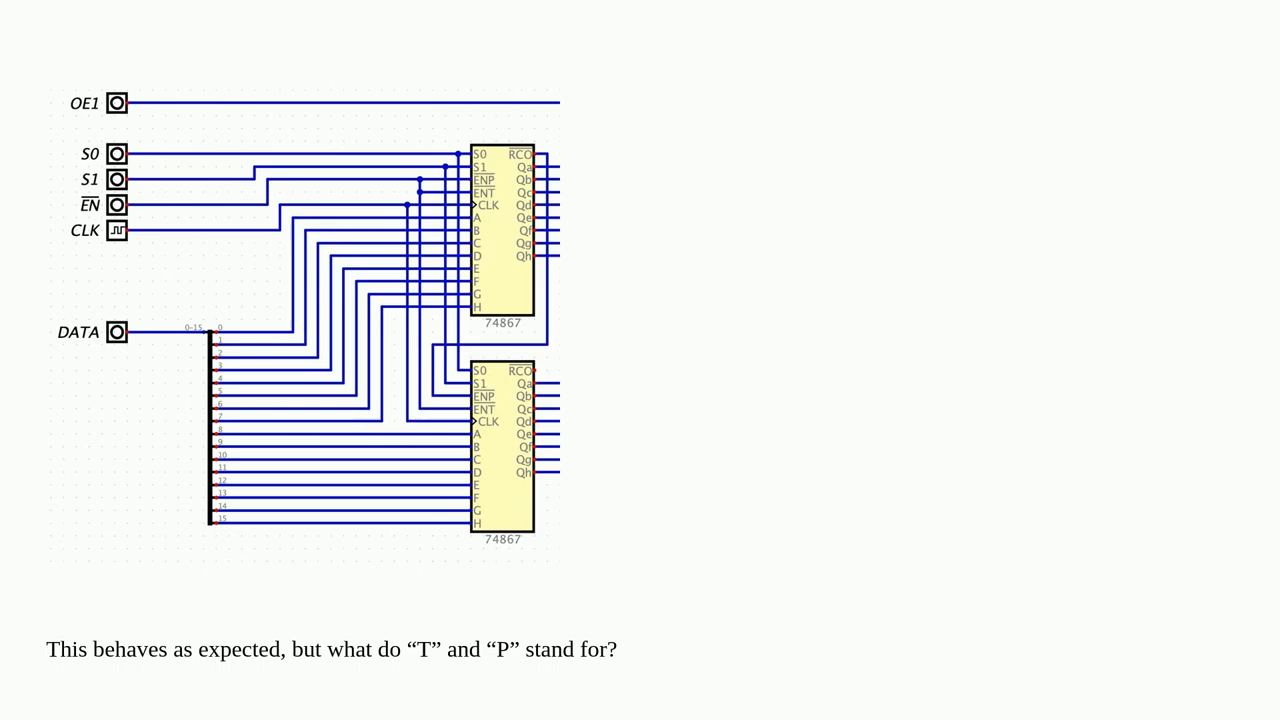 OE1
S0
S1
EN
CLK
DATA
0-15
0
1
2
3
4
5
6
7
8
9
10
11
12
13
14
15
S0 RCO
S1 Qa
ENP Qb
ENT Qc
CLK Qd
A Qe
B Qf
C Qg
D Qh
E
F
G
H
74867
S0 RCO
S1 Qa
ENP Qb
ENT Qc
CLK Qd
A Qe
B Qf
C Qg
D Qh
E
F
G
H
74867
This behaves as expected, but what do “T” and “P” stand for?